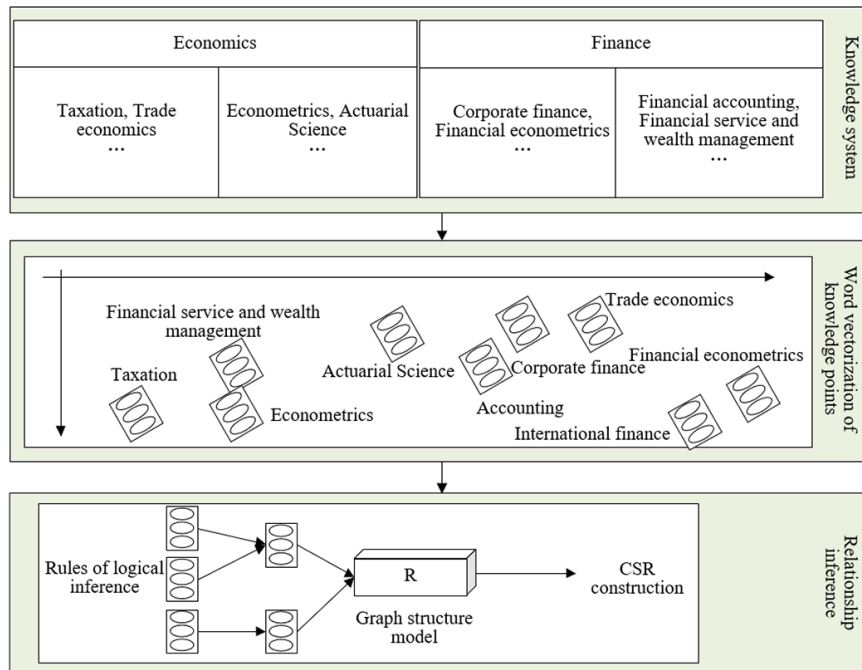 Economics
Finance
Taxation, Trade
economics
...
Econometrics, Actuarial
Science
...
Corporate finance,
Financial econometrics
...
Financial accounting,
Financial service and
wealth management
...
Knowledge system
Trade economics
Financial service and wealth
management
Financial econometrics
Actuarial Science
Corporate finance
Taxation
Accounting
Econometrics
International finance
Word vectorization of
knowledge points
Rules of logical
inference
R
Graph structure
model
CSR
construction
Relationship
inference